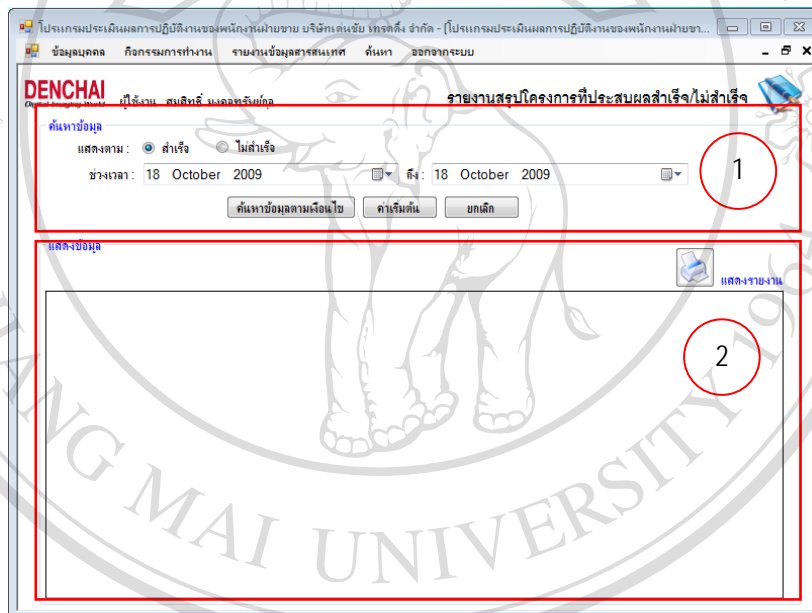 โปรแกรมประเมินผลการปฏิบัติงานของพนักงานฝ่ายขาย บริษัทเด่นชัย เทรดดิ้ง จำกัด - [โปรแกรมประเมินผลการปฏิบัติงานของพนักงานฝ่ายขา...
ข้อมูลบุคคล กิจกรรมการทำงาน รายงานข้อมูลสารสนเทศ ค้นหา ออกจากระบบ
DENCHAI
Digital Imaging World ผู้ใช้งาน สมสิทธิ์ มงคลทรัพย์กุล รายงานสรุปโครงการที่ประสบผลสำเร็จ/ไม่สำเร็จ
ค้นหาข้อมูล
แสดงตาม : สำเร็จ ไม่สำเร็จ
ช่วงเวลา : 18 October 2009 ถึง : 18 October 2009
1
ค้นหาข้อมูลตามเงื่อนไข ค่าเริ่มต้น ยกเลิก
แสดงข้อมูล
แสดงรายงาน
2
ANG MAI UNIVERSITY 196